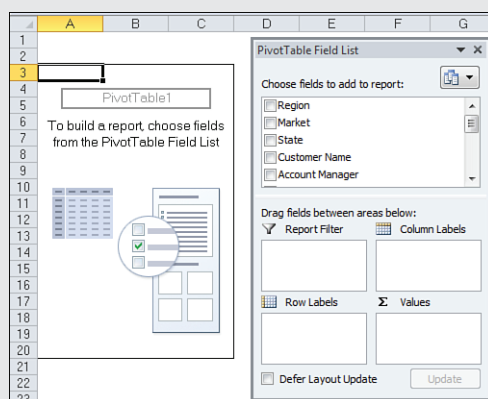 A B C D E F G
PivotTable Field List
1
2
3
4
5
6
7
8
9
10
11
12
13
14
15
16
17
18
19
20
21
22
23
PivotTable1
To build a report, choose fields
from the PivotTable Field List
Choose fields to add to report:
Region
Market
State
Customer Name
Account Manager
Drag fields between areas below:
Report Filter Column Labels
Row Labels Σ Values
Defer Layout Update Update